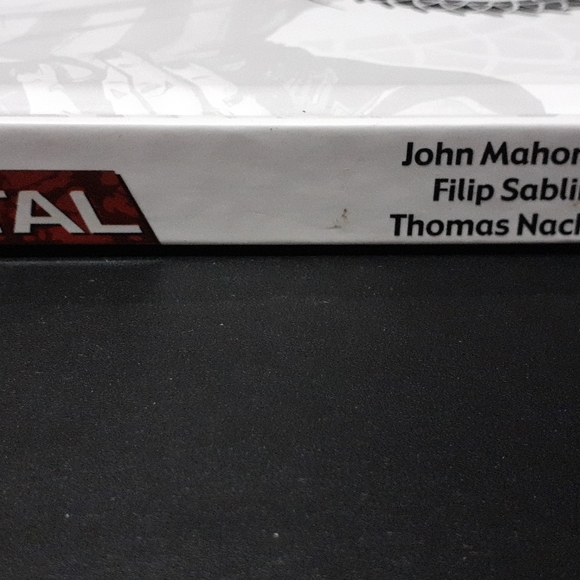 TAL
John Mahon
Filip Sabli
Thomas Nach